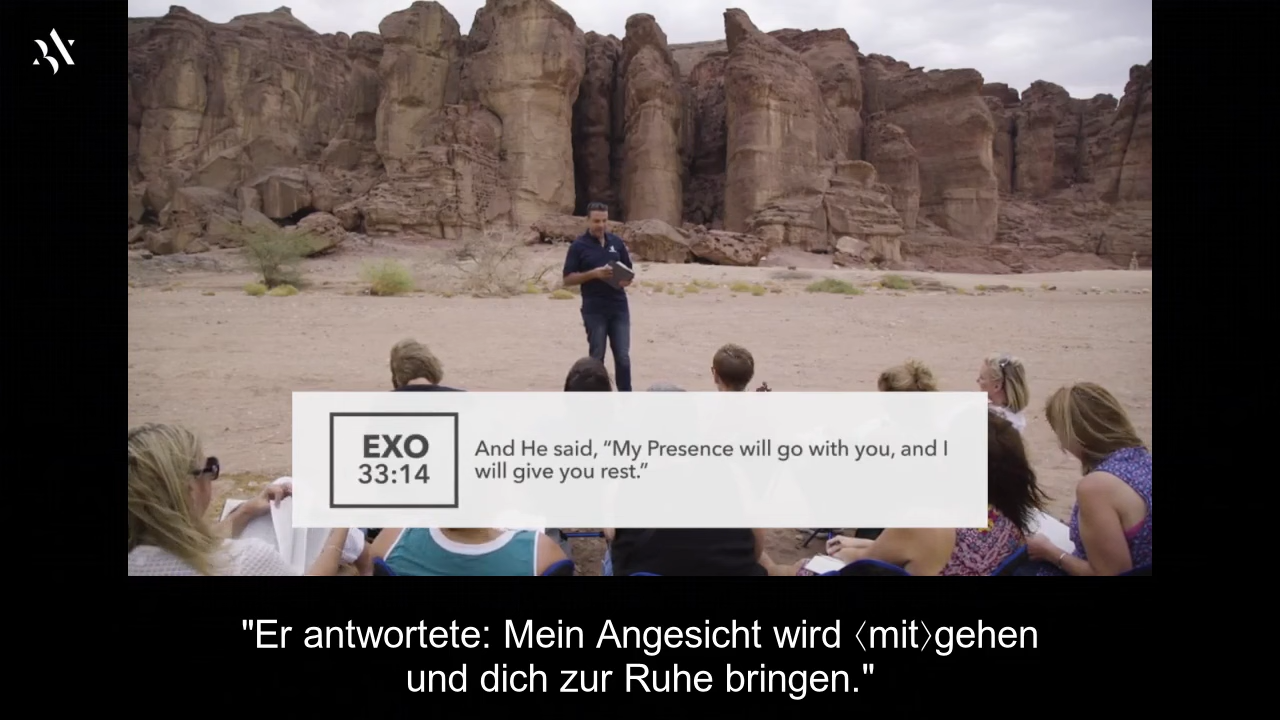 EXO
33:14
And He said, “My Presence will go with you, and I
will give you rest.”
"Er antwortete: Mein Angesicht wird 〈mit〉gehen
und dich zur Ruhe bringen."